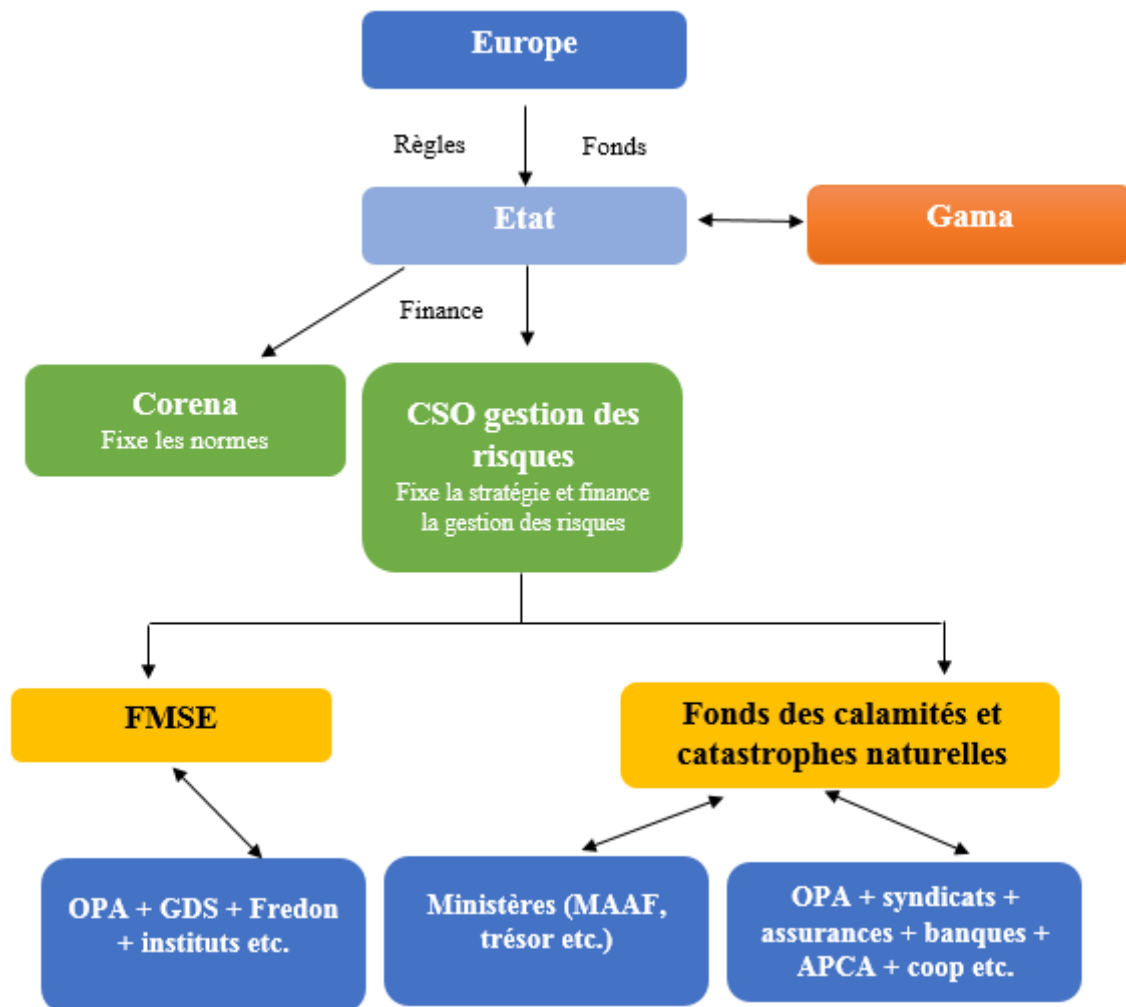 Europe
Règles
Fonds
Etat
Gama
Finance
Corena
Fixe les normes
CSO gestion des
risques
Fixe la stratégie et finance
la gestion des risques
FMSE
Fonds des calamités et
catastrophes naturelles
OPA + GDS + Fredon
+ instituts etc.
Ministères (MAAF,
trésor etc.)
OPA + syndicats +
assurances + banques +
APCA + coop etc.